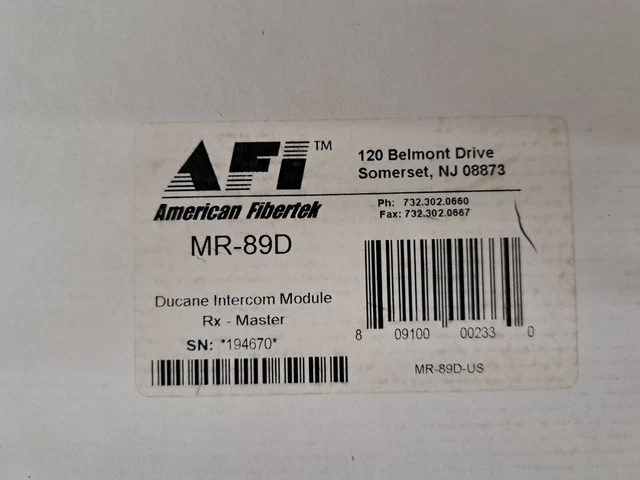 AFI™
American Fibertek
120 Belmont Drive
Somerset, NJ 08873
Ph: 732.302.0660
Fax: 732.302.0667
MR-89D
Ducane Intercom Module
Rx - Master
SN: *194670*
8 09100 00233 0
MR-89D-US